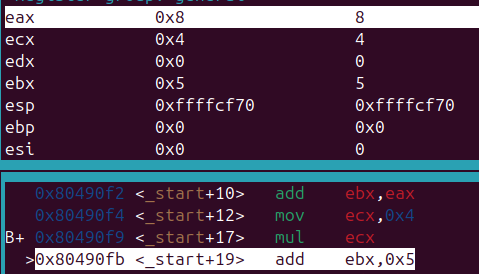 Register group: general
eax 0x8 8
ecx 0x4 4
edx 0x0 0
ebx 0x5 5
esp 0xffffcf70 0xffffcf70
ebp 0x0 0x0
esi 0x0 0
0x80490f2 <_start+10> add ebx,eax
0x80490f4 <_start+12> mov ecx,0x4
B+ 0x80490f9 <_start+17> mul ecx
>0x80490fb <_start+19> add ebx,0x5